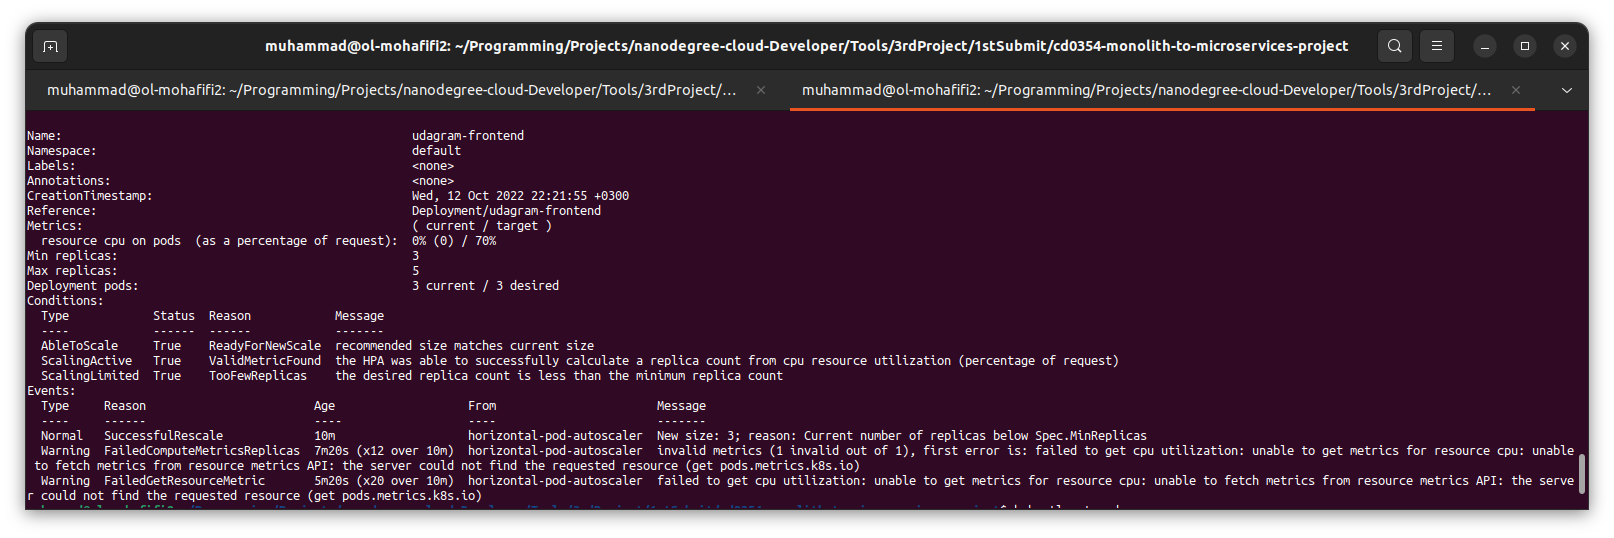 muhammad@ol-mohafifi2: ~/Programming/Projects/nanodegree-cloud-Developer/Tools/3rdProject/1stSubmit/cd0354-monolith-to-microservices-project
muhammad@ol-mohafifi2: ~/Programming/Projects/nanodegree-cloud-Developer/Tools/3rdProject/... muhammad@ol-mohafifi2: ~/Programming/Projects/nanodegree-cloud-Developer/Tools/3rdProject/...
Name: udagram-frontend
Namespace: default
Labels: <none>
Annotations: <none>
CreationTimestamp: Wed, 12 Oct 2022 22:21:55 +0300
Reference: Deployment/udagram-frontend
Metrics: ( current / target )
resource cpu on pods (as a percentage of request): 0% (0) / 70%
Min replicas: 3
Max replicas: 5
Deployment pods: 3 current / 3 desired
Conditions:
Type Status Reason Message
---- ------ ------ -------
AbleToScale True ReadyForNewScale recommended size matches current size
ScalingActive True ValidMetricFound the HPA was able to successfully calculate a replica count from cpu resource utilization (percentage of request)
ScalingLimited True TooFewReplicas the desired replica count is less than the minimum replica count
Events:
Type Reason Age From Message
---- ------ ---- ---- -------
Normal SuccessfulRescale 10m horizontal-pod-autoscaler New size: 3; reason: Current number of replicas below Spec.MinReplicas
Warning FailedComputeMetricsReplicas 7m20s (x12 over 10m) horizontal-pod-autoscaler invalid metrics (1 invalid out of 1), first error is: failed to get cpu utilization: unable to get metrics for resource cpu: unable
to fetch metrics from resource metrics API: the server could not find the requested resource (get pods.metrics.k8s.io)
Warning FailedGetResourceMetric 5m20s (x20 over 10m) horizontal-pod-autoscaler failed to get cpu utilization: unable to get metrics for resource cpu: unable to fetch metrics from resource metrics API: the serve
r could not find the requested resource (get pods.metrics.k8s.io)